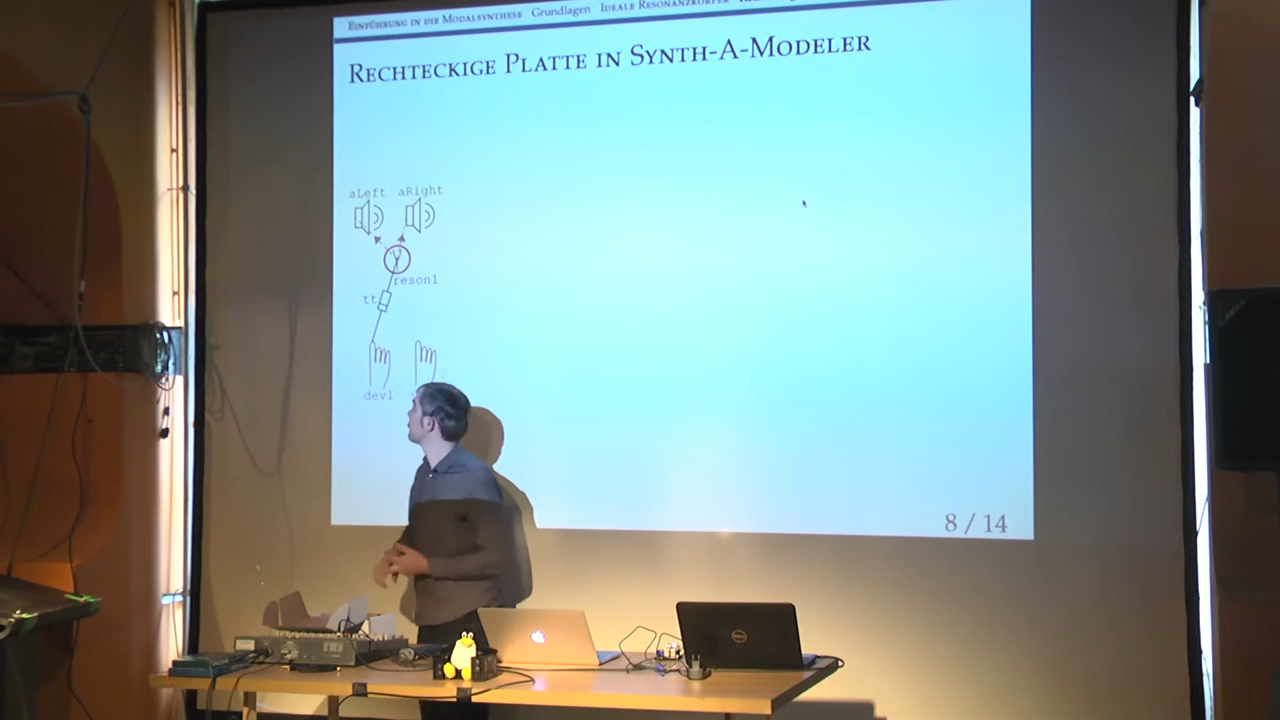 Einführung in die Modalsynthese Grundlagen Ideale Resonanzkörper
Rechteckige Platte in Synth-A-Modeler
aLeft aRight
reson1
tt
dev1
8 / 14
DELL